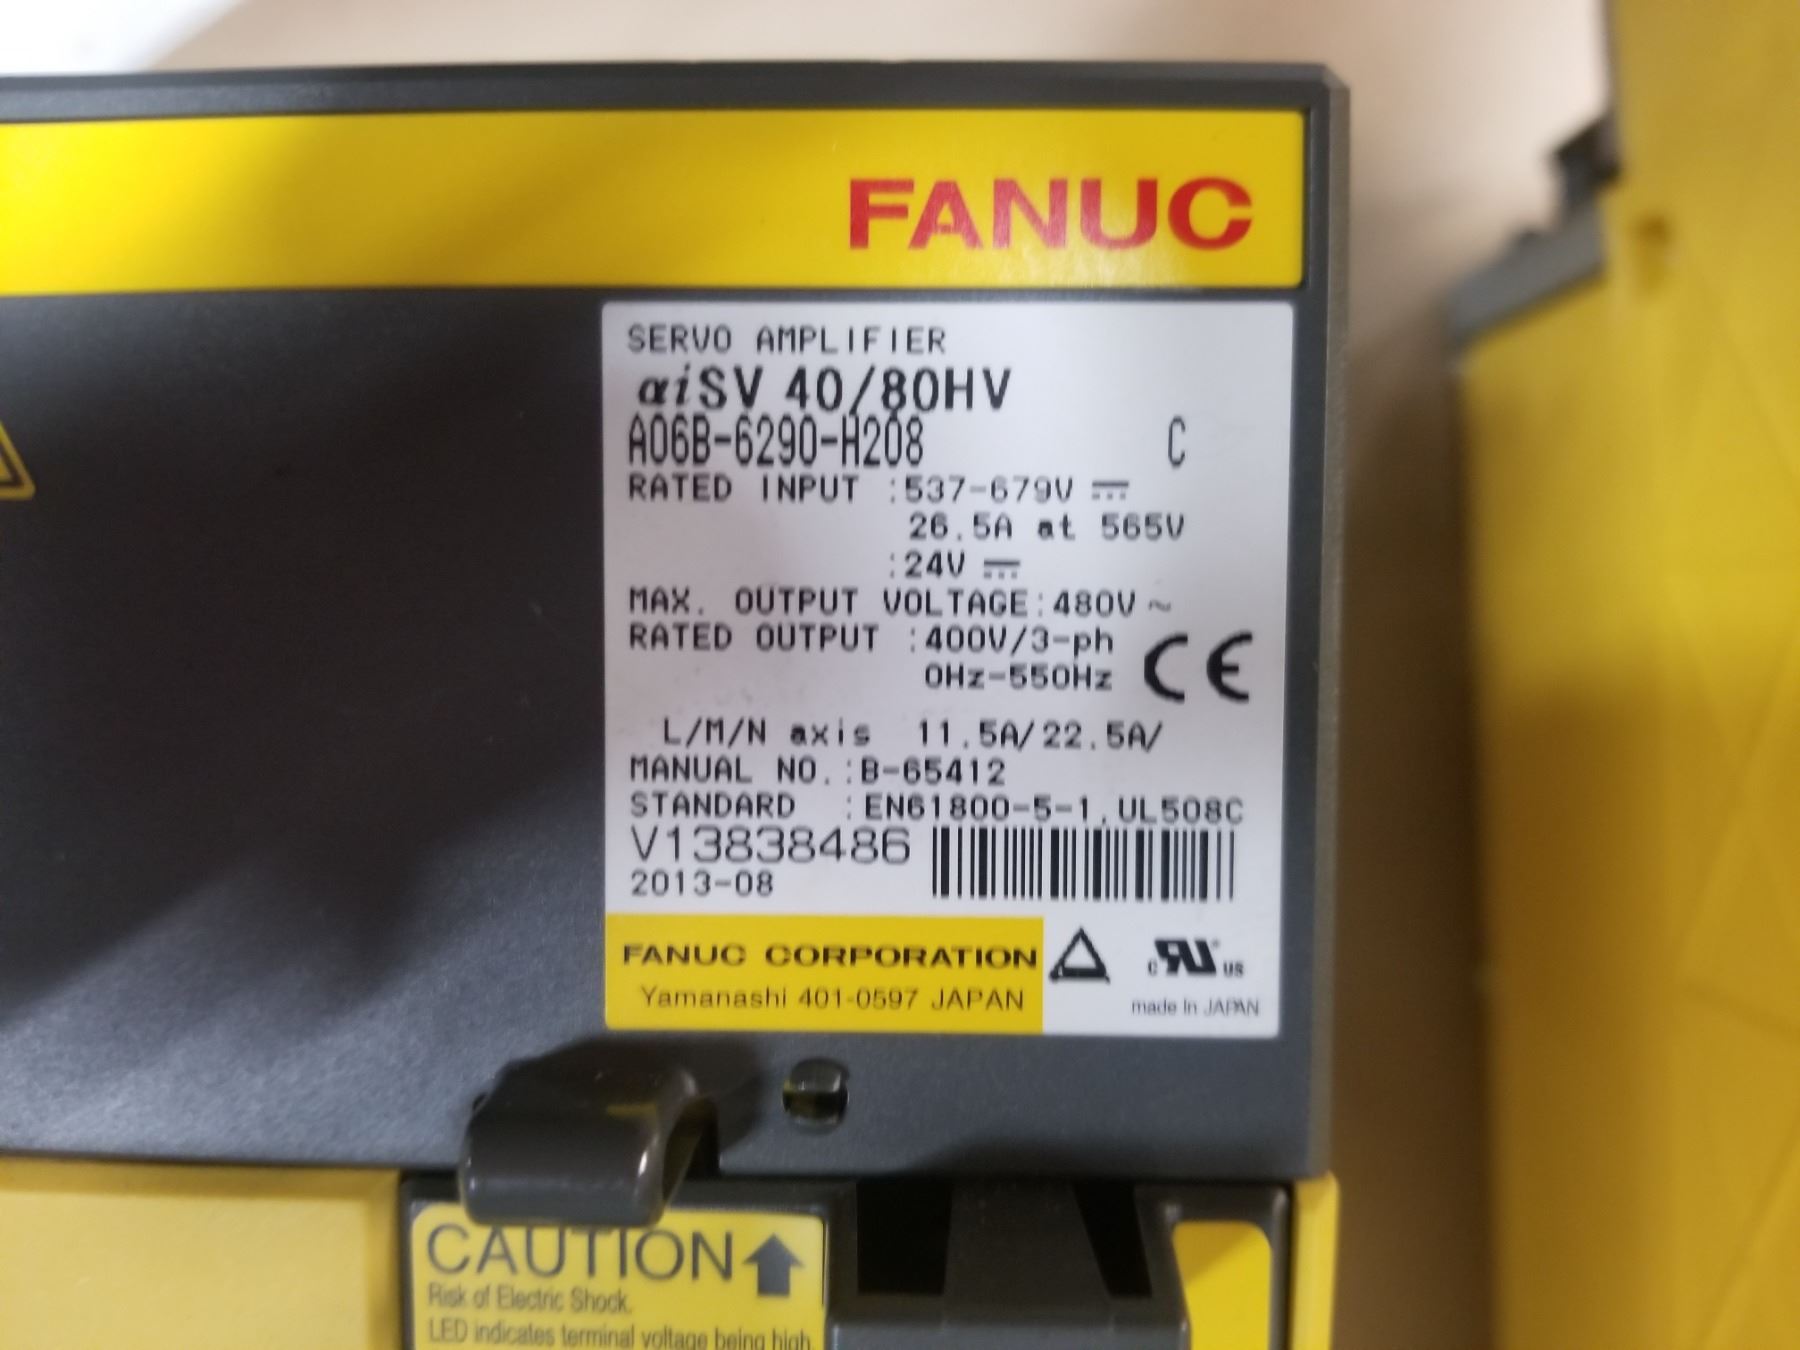 FANUC
SERVO AMPLIFIER
αiSV 40/80HV
A06B-6290-H208 C
RATED INPUT :537-679V ⎓
26.5A at 565V
:24V ⎓
MAX. OUTPUT VOLTAGE:480V ~
RATED OUTPUT :400V/3-ph
0Hz-550Hz CE
L/M/N axis 11.5A/22.5A/
MANUAL NO.:B-65412
STANDARD :EN61800-5-1,UL508C
V13838486
2013-08
FANUC CORPORATION
Yamanashi 401-0597 JAPAN
c RU us
made in JAPAN
CAUTION
Risk of Electric Shock.
LED indicates terminal voltage being high